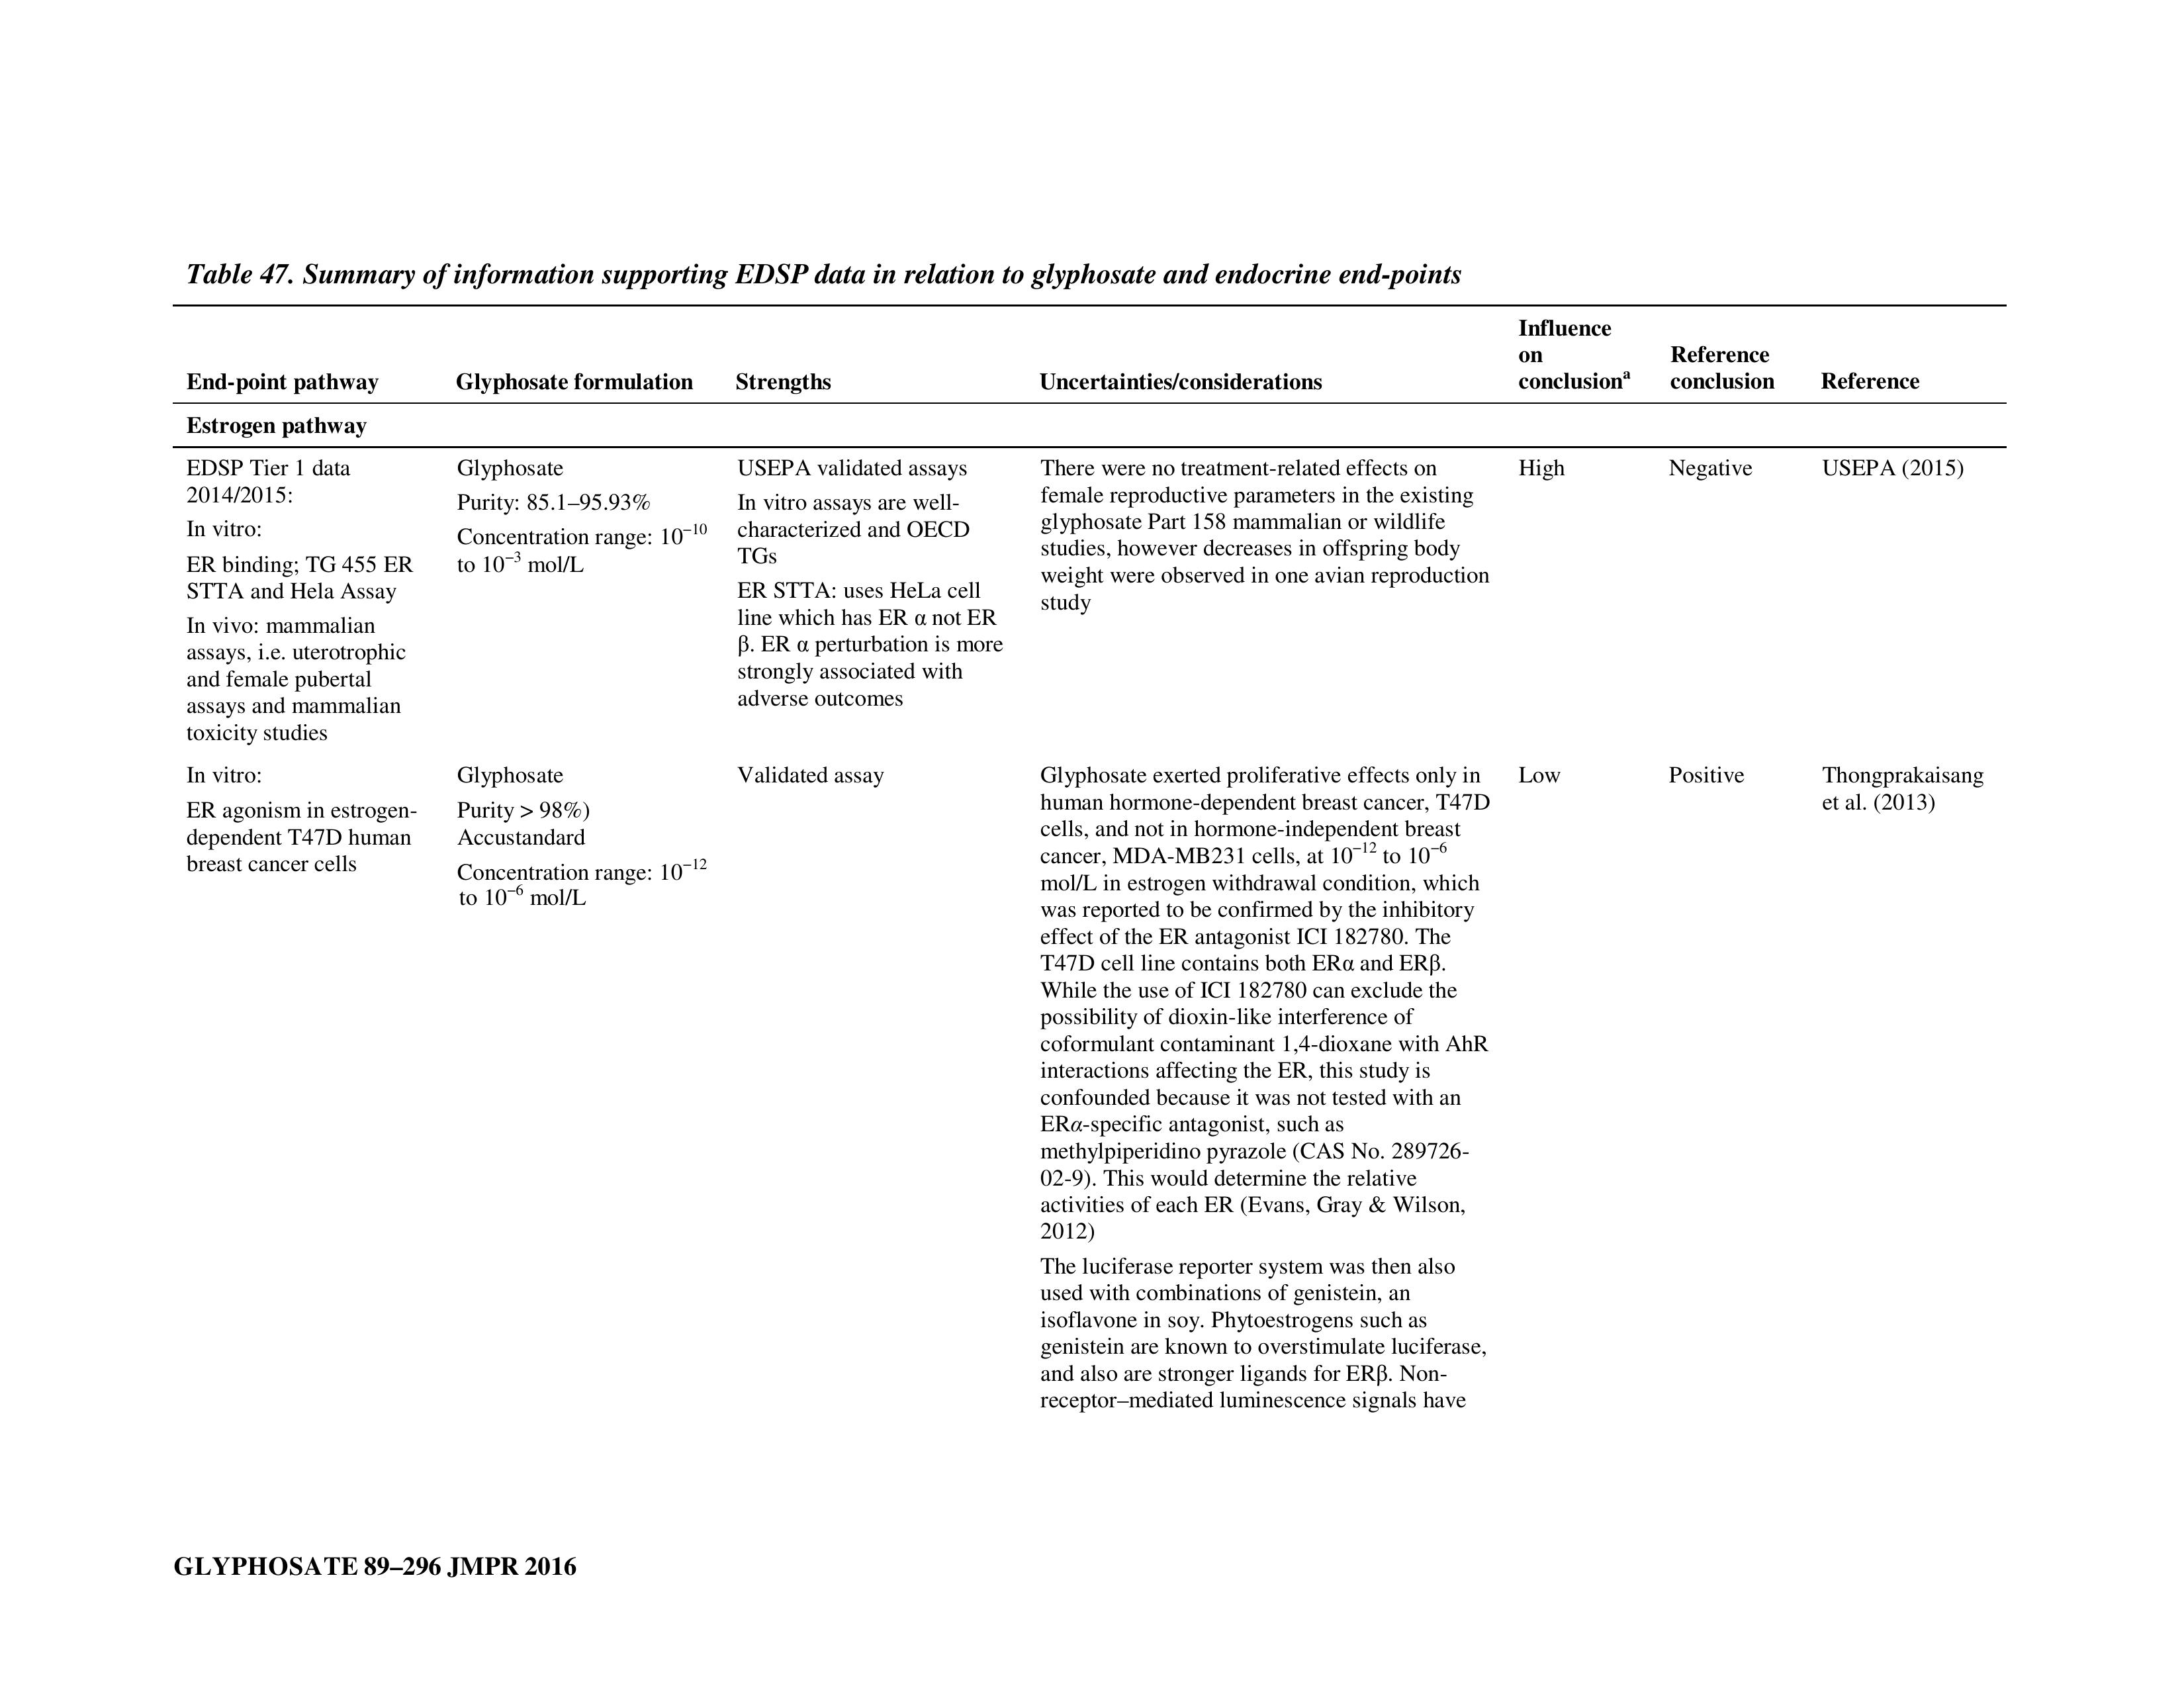 Table 47. Summary of information supporting EDSP data in relation to glyphosate and endocrine end-points
End-point pathway
Glyphosate formulation
Strengths
Uncertainties/considerations
Influence
on
conclusionᵃ
Reference
conclusion
Reference
Estrogen pathway
EDSP Tier 1 data
2014/2015:
In vitro:
ER binding; TG 455 ER
STTA and Hela Assay
In vivo: mammalian
assays, i.e. uterotrophic
and female pubertal
assays and mammalian
toxicity studies
Glyphosate
Purity: 85.1–95.93%
Concentration range: 10⁻¹⁰
to 10⁻³ mol/L
USEPA validated assays
In vitro assays are well-
characterized and OECD
TGs
ER STTA: uses HeLa cell
line which has ER α not ER
β. ER α perturbation is more
strongly associated with
adverse outcomes
There were no treatment-related effects on
female reproductive parameters in the existing
glyphosate Part 158 mammalian or wildlife
studies, however decreases in offspring body
weight were observed in one avian reproduction
study
High
Negative
USEPA (2015)
In vitro:
ER agonism in estrogen-
dependent T47D human
breast cancer cells
Glyphosate
Purity > 98%)
Accustandard
Concentration range: 10⁻¹²
to 10⁻⁶ mol/L
Validated assay
Glyphosate exerted proliferative effects only in
human hormone-dependent breast cancer, T47D
cells, and not in hormone-independent breast
cancer, MDA-MB231 cells, at 10⁻¹² to 10⁻⁶
mol/L in estrogen withdrawal condition, which
was reported to be confirmed by the inhibitory
effect of the ER antagonist ICI 182780. The
T47D cell line contains both ERα and ERβ.
While the use of ICI 182780 can exclude the
possibility of dioxin-like interference of
coformulant contaminant 1,4-dioxane with AhR
interactions affecting the ER, this study is
confounded because it was not tested with an
ERα-specific antagonist, such as
methylpiperidino pyrazole (CAS No. 289726-
02-9). This would determine the relative
activities of each ER (Evans, Gray & Wilson,
2012)
The luciferase reporter system was then also
used with combinations of genistein, an
isoflavone in soy. Phytoestrogens such as
genistein are known to overstimulate luciferase,
and also are stronger ligands for ERβ. Non-
receptor–mediated luminescence signals have
Low
Positive
Thongprakaisang
et al. (2013)
GLYPHOSATE 89–296 JMPR 2016